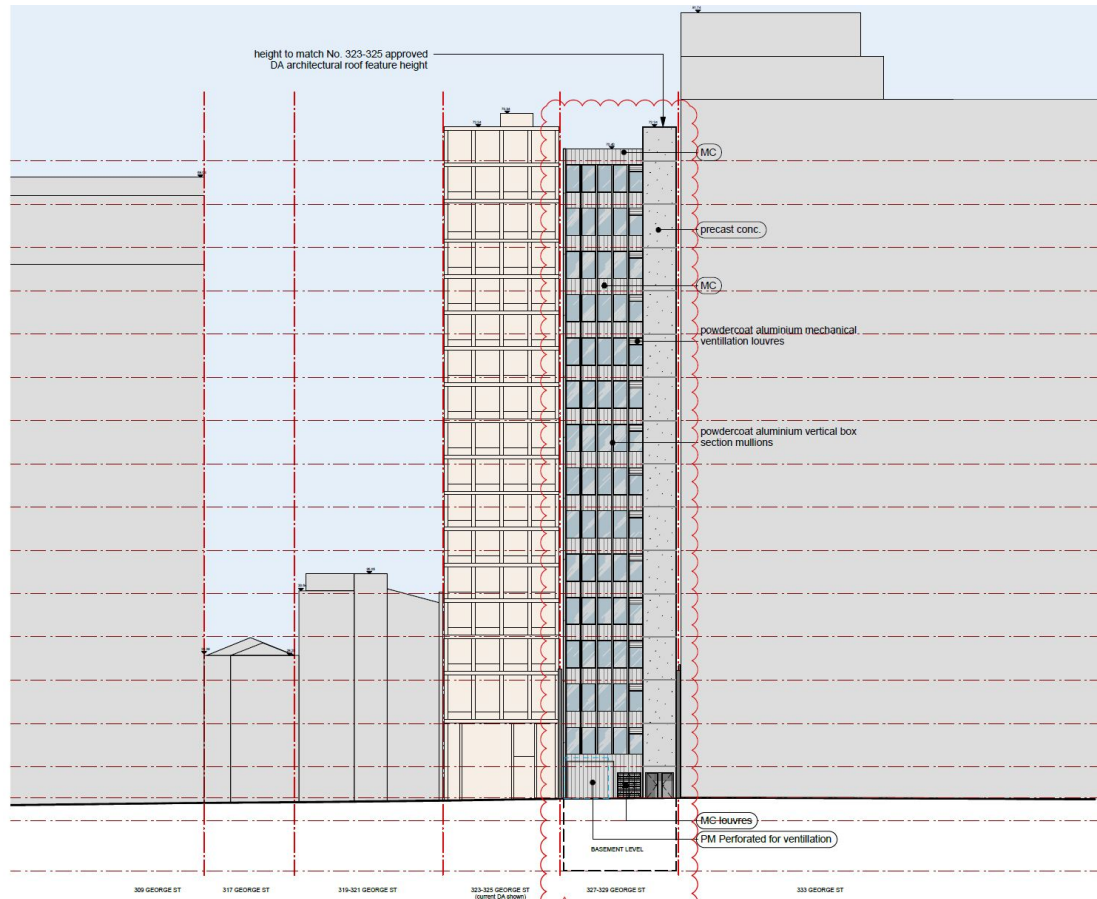 height to match No. 323-325 approved
DA architectural roof feature height
MC
precast conc.
MC
powdercoat aluminium mechanical
ventillation louvres
powdercoat aluminium vertical box
section mullions
MC louvres
PM Perforated for ventillation
BASEMENT LEVEL
309 GEORGE ST
317 GEORGE ST
319-321 GEORGE ST
323-325 GEORGE ST
(current DA shown)
327-329 GEORGE ST
333 GEORGE ST